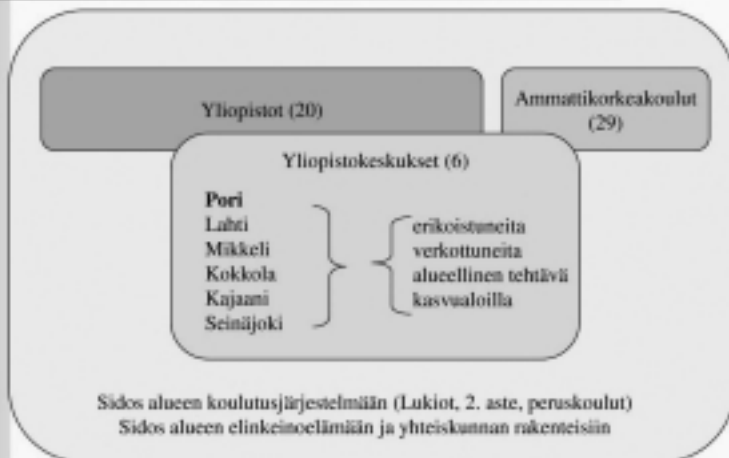 Yliopistot (20)
Ammattikorkeakoulut
(29)
Yliopistokeskukset (6)
Pori
Lahti
Mikkeli
Kokkola
Kajaani
Seinäjoki
erikoistuneita
verkottuneita
alueellinen tehtävä
kasvualoilla
Sidos alueen koulutusjärjestelmään (Lukiot, 2. aste, peruskoulut)
Sidos alueen elinkeinoelämään ja yhteiskunnan rakenteisiin